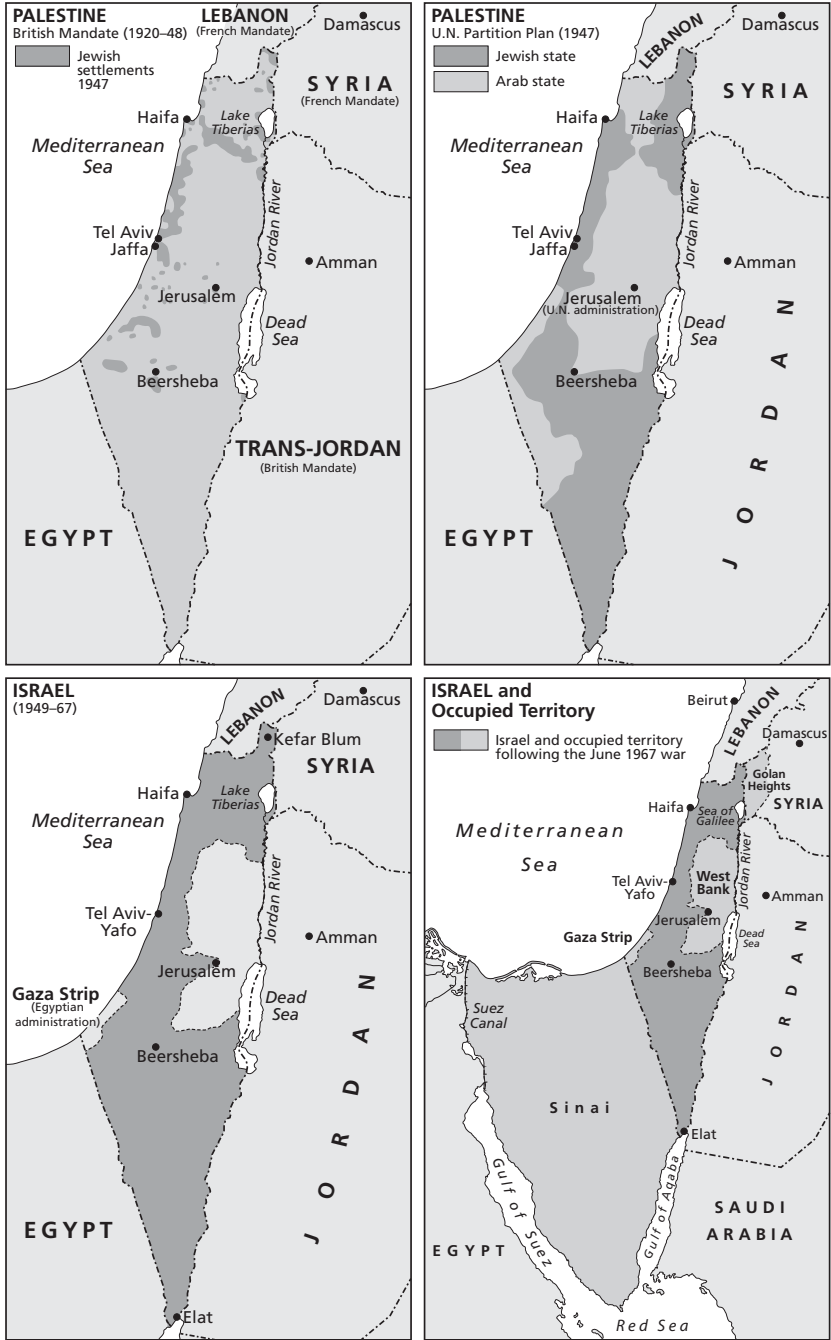 PALESTINE
British Mandate (1920–48)
Jewish
settlements
1947
LEBANON
(French Mandate)
Damascus
SYRIA
(French Mandate)
Haifa
Lake
Tiberias
Mediterranean
Sea
Jordan River
Tel Aviv
Jaffa
Amman
Jerusalem
Dead
Sea
Beersheba
TRANS-JORDAN
(British Mandate)
EGYPT
PALESTINE
U.N. Partition Plan (1947)
Jewish state
Arab state
LEBANON
Damascus
SYRIA
Haifa
Lake
Tiberias
Mediterranean
Sea
Jordan River
Tel Aviv
Jaffa
Amman
Jerusalem
(U.N. administration)
Dead
Sea
Beersheba
JORDAN
EGYPT
ISRAEL
(1949–67)
LEBANON
Damascus
Kefar Blum
SYRIA
Haifa
Lake
Tiberias
Mediterranean
Sea
Jordan River
Tel Aviv-
Yafo
Amman
Jerusalem
Gaza Strip
(Egyptian
administration)
Dead
Sea
Beersheba
JORDAN
EGYPT
Elat
ISRAEL and
Occupied Territory
Israel and occupied territory
following the June 1967 war
Beirut
LEBANON
Damascus
Golan
Heights
Haifa
Sea of
Galilee
SYRIA
Mediterranean
Sea
Jordan River
Tel Aviv-
Yafo
West
Bank
Amman
Jerusalem
Gaza Strip
Dead
Sea
Beersheba
JORDAN
Suez
Canal
Sinai
Elat
Gulf of Suez
Gulf of Aqaba
SAUDI
ARABIA
EGYPT
Red Sea